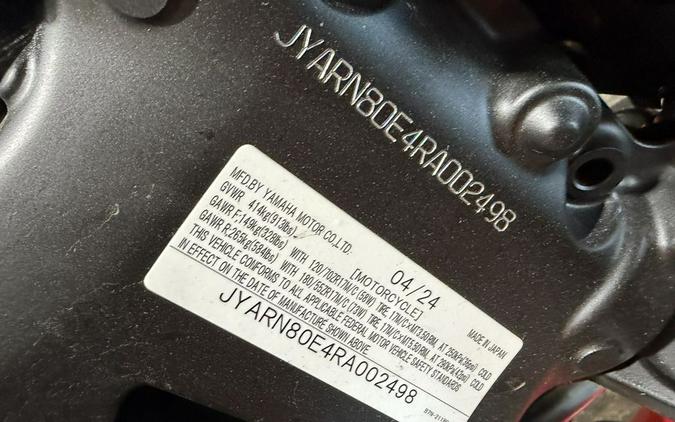 JYARN80E4RA002498
MFD.BY YAMAHA MOTOR CO.LTD. 04/24
GVWR 414kg(913lbs) [MOTORCYCLE]
GAWR F;149kg(329lbs) WITH 120/70ZR17M/C (58W) TIRE, 17M/C×MT3.50 RIM, AT 250kPa(36psi) COLD
GAWR R;265kg(584lbs) WITH 180/55ZR17M/C (73W) TIRE, 17M/C×MT5.50 RIM, AT 290kPa(42psi) COLD
THIS VEHICLE CONFORMS TO ALL APPLICABLE FEDERAL MOTOR VEHICLE SAFETY STANDARDS
IN EFFECT ON THE DATE OF MANUFACTURE SHOWN ABOVE.
MADE IN JAPAN
JYARN80E4RA002498